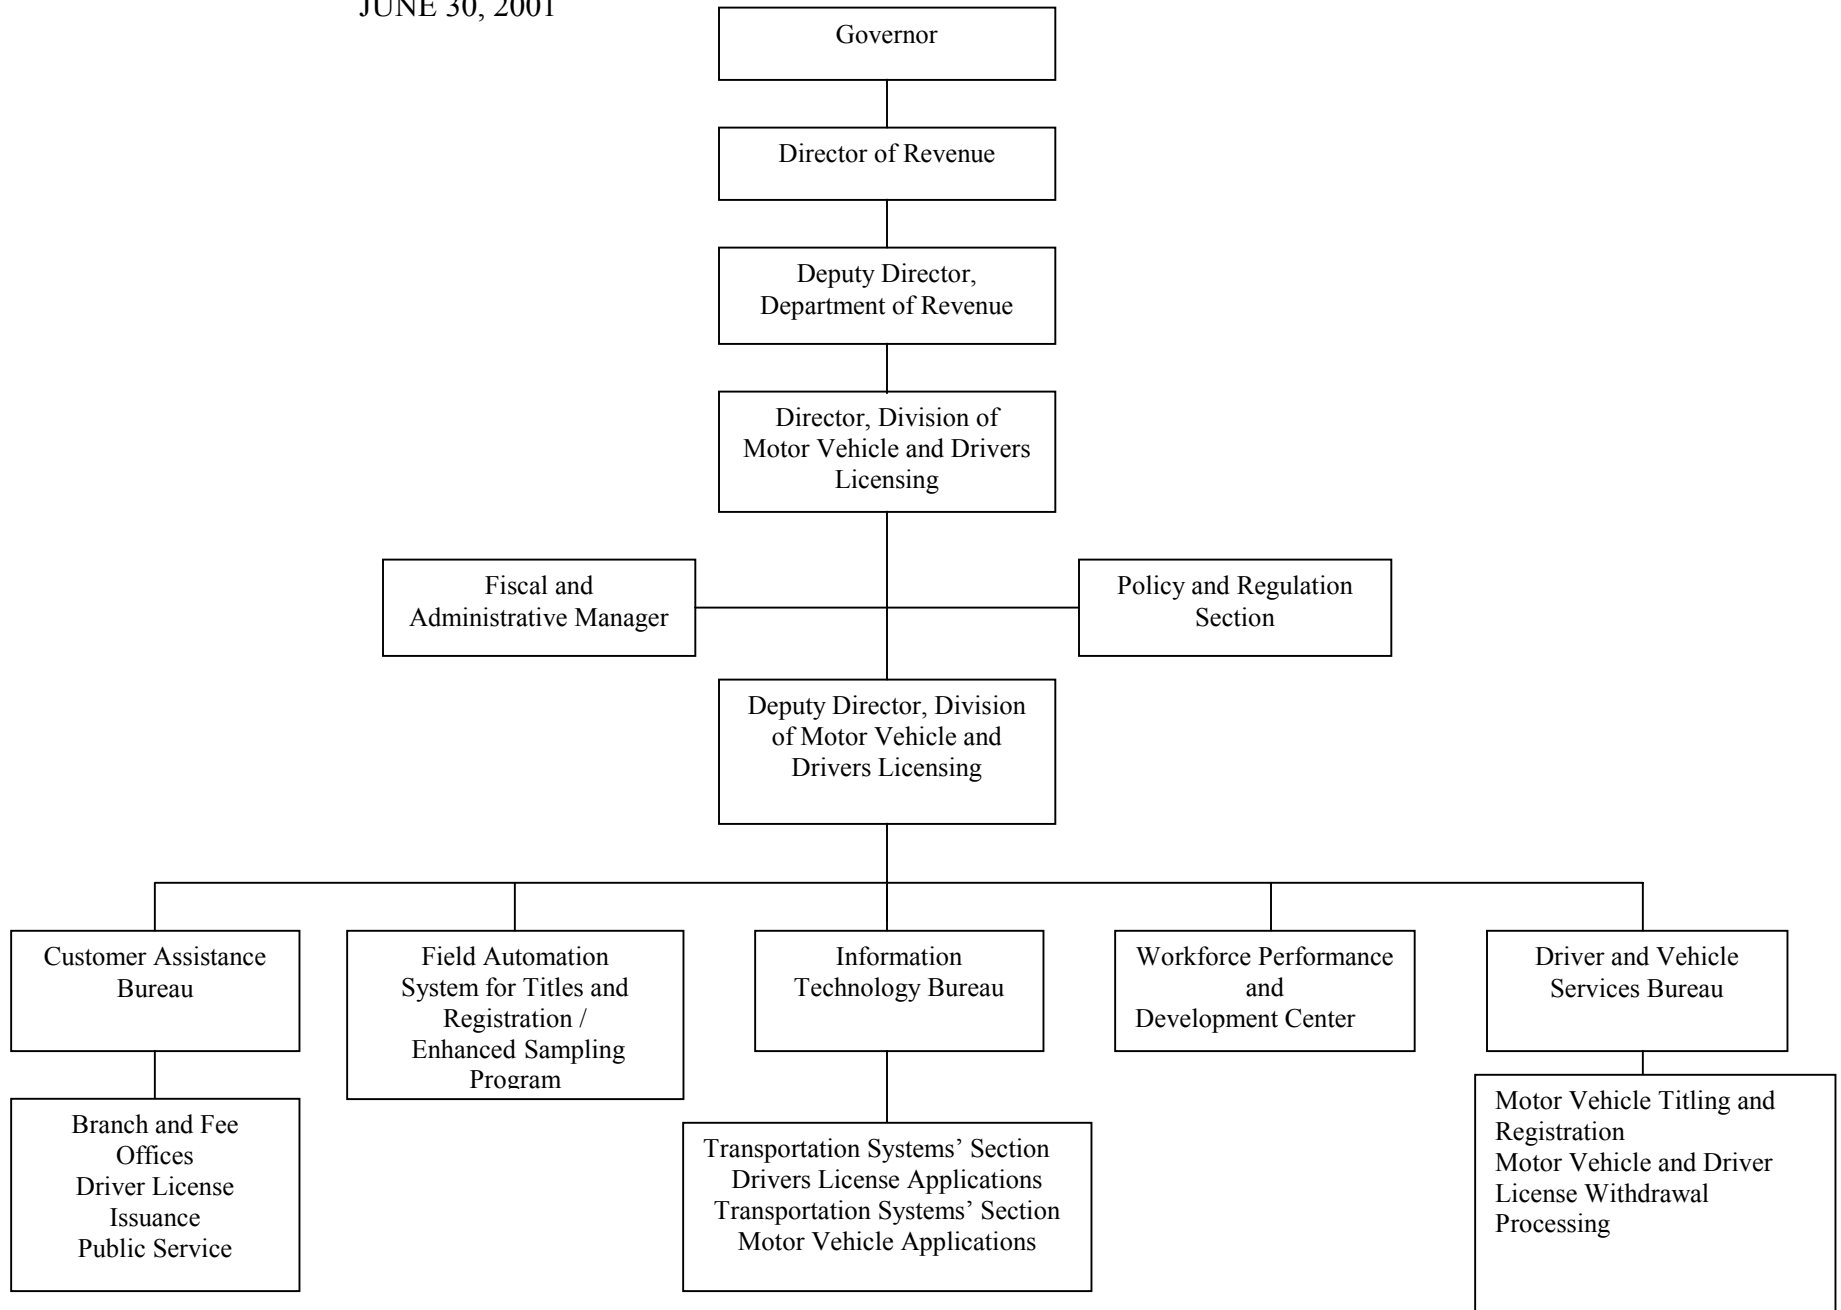 JUNE 30, 2001
Governor
Director of Revenue
Deputy Director,
Department of Revenue
Director, Division of
Motor Vehicle and Drivers
Licensing
Fiscal and
Administrative Manager
Policy and Regulation
Section
Deputy Director, Division
of Motor Vehicle and
Drivers Licensing
Customer Assistance
Bureau
Field Automation
System for Titles and
Registration /
Enhanced Sampling
Program
Information
Technology Bureau
Workforce Performance
and
Development Center
Driver and Vehicle
Services Bureau
Branch and Fee
Offices
Driver License
Issuance
Public Service
Transportation Systems’ Section
Drivers License Applications
Transportation Systems’ Section
Motor Vehicle Applications
Motor Vehicle Titling and
Registration
Motor Vehicle and Driver
License Withdrawal
Processing